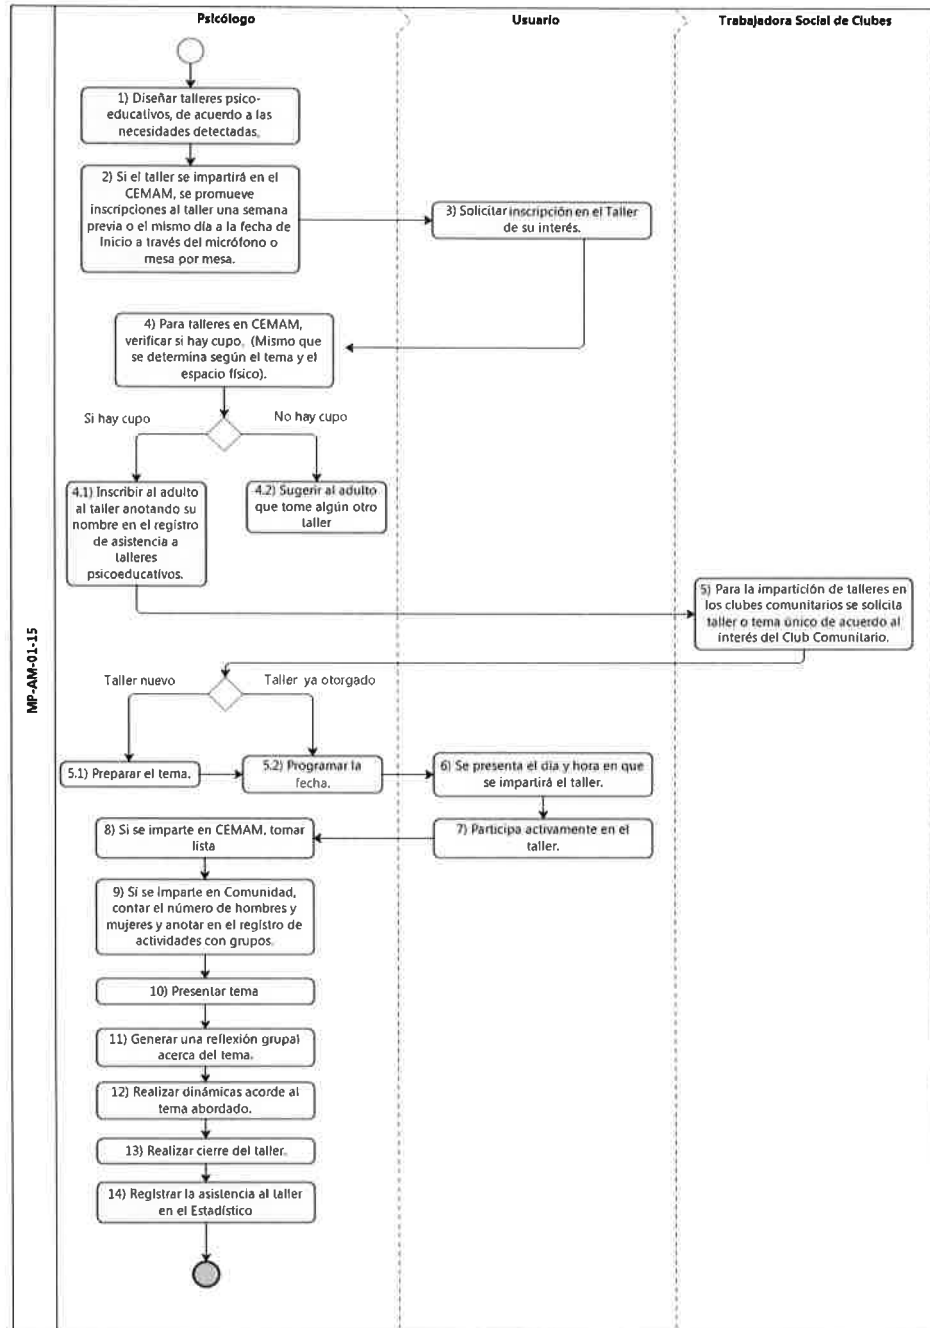 Psicólogo
Usuario
Trabajadora Social de Clubes
MP-AM-01-15
1) Diseñar talleres psico-
educativos, de acuerdo a las
necesidades detectadas.
2) Si el taller se impartirá en el
CEMAM, se promueve
inscripciones al taller una semana
previa o el mismo día a la fecha de
Inicio a través del micrófono o
mesa por mesa.
3) Solicitar inscripción en el Taller
de su interés.
4) Para talleres en CEMAM,
verificar si hay cupo. (Mismo que
se determina según el tema y el
espacio físico).
Si hay cupo
No hay cupo
4.1) Inscribir al adulto
al taller anotando su
nombre en el registro
de asistencia a
talleres
psicoeducativos.
4.2) Sugerir al adulto
que tome algún otro
taller
5) Para la impartición de talleres en
los clubes comunitarios se solicita
taller o tema único de acuerdo al
interés del Club Comunitario.
Taller nuevo
Taller ya otorgado
5.1) Preparar el tema.
5.2) Programar la
fecha.
6) Se presenta el día y hora en que
se impartirá el taller.
7) Participa activamente en el
taller.
8) Si se imparte en CEMAM, tomar
lista
9) Si se imparte en Comunidad,
contar el número de hombres y
mujeres y anotar en el registro de
actividades con grupos.
10) Presentar tema
11) Generar una reflexión grupal
acerca del tema.
12) Realizar dinámicas acorde al
tema abordado.
13) Realizar cierre del taller.
14) Registrar la asistencia al taller
en el Estadístico